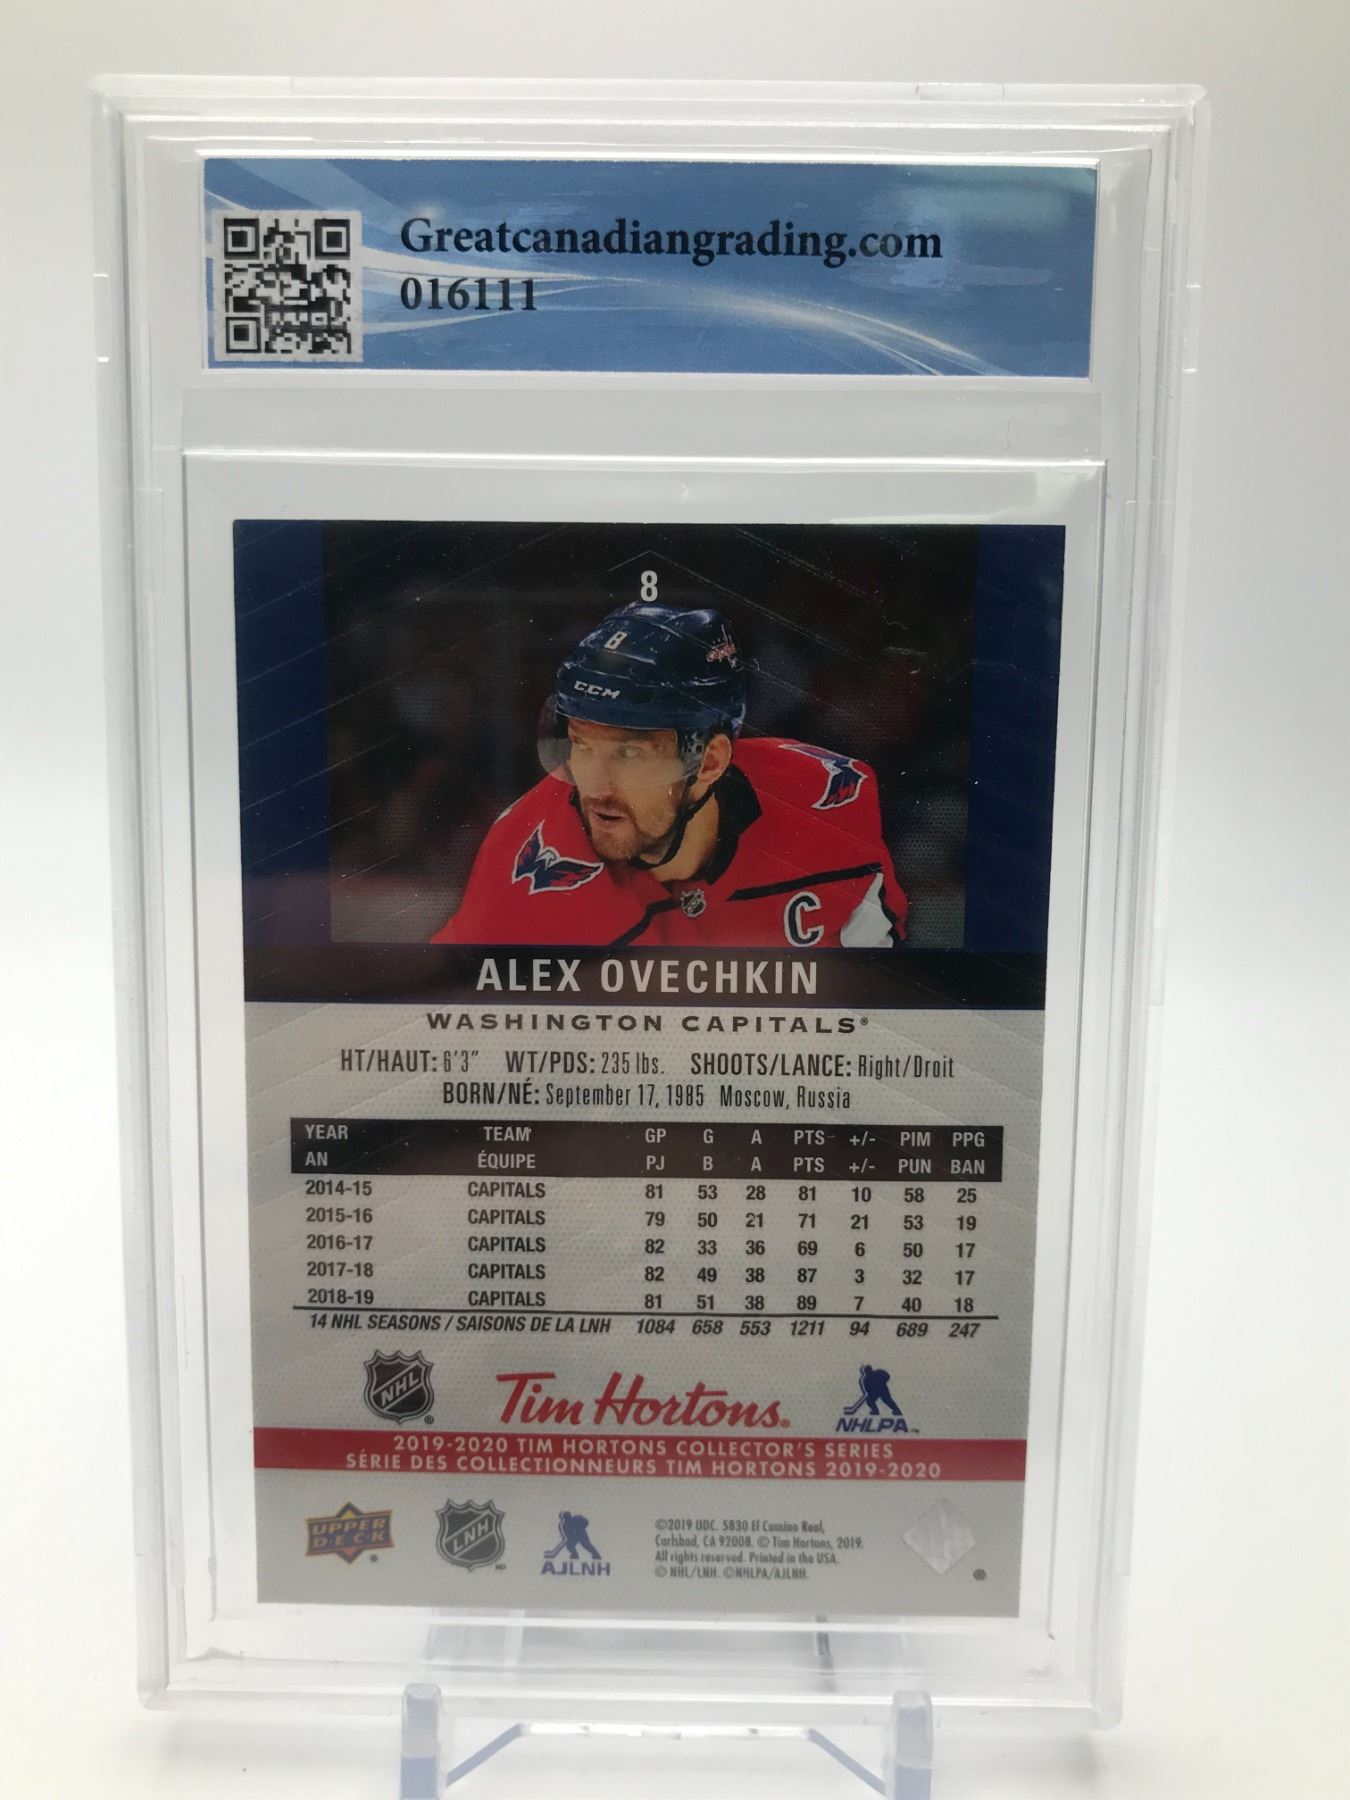 Greatcanadiangrading.com
016111
8
8
CCM
C
ALEX OVECHKIN
WASHINGTON CAPITALS®
HT/HAUT: 6'3" WT/PDS: 235 lbs. SHOOTS/LANCE: Right/Droit
BORN/NÉ: September 17, 1985 Moscow, Russia
YEAR TEAM GP G A PTS +/- PIM PPG
AN ÉQUIPE PJ B A PTS +/- PUN BAN
2014-15 CAPITALS 81 53 28 81 10 58 25
2015-16 CAPITALS 79 50 21 71 21 53 19
2016-17 CAPITALS 82 33 36 69 6 50 17
2017-18 CAPITALS 82 49 38 87 3 32 17
2018-19 CAPITALS 81 51 38 89 7 40 18
14 NHL SEASONS / SAISONS DE LA LNH 1084 658 553 1211 94 689 247
NHL ® Tim Hortons® NHLPA™
2019-2020 TIM HORTONS COLLECTOR'S SERIES
SÉRIE DES COLLECTIONNEURS TIM HORTONS 2019-2020
UPPER
DECK ®
LNH MD
AJLNH
©2019 UDC. 5830 El Camino Real,
Carlsbad, CA 92008. © Tim Hortons, 2019.
All rights reserved. Printed in the USA.
© NHL/LNH. ©NHLPA/AJLNH.
®